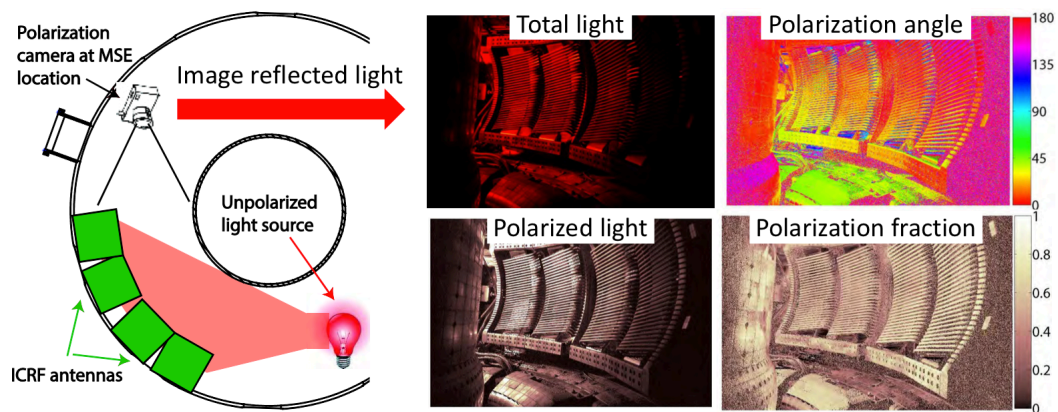 Polarization
camera at MSE
location
Image reflected light
Unpolarized
light source
ICRF antennas
Total light
Polarization angle
180
135
90
45
0
Polarized light
Polarization fraction
1
0.8
0.6
0.4
0.2
0